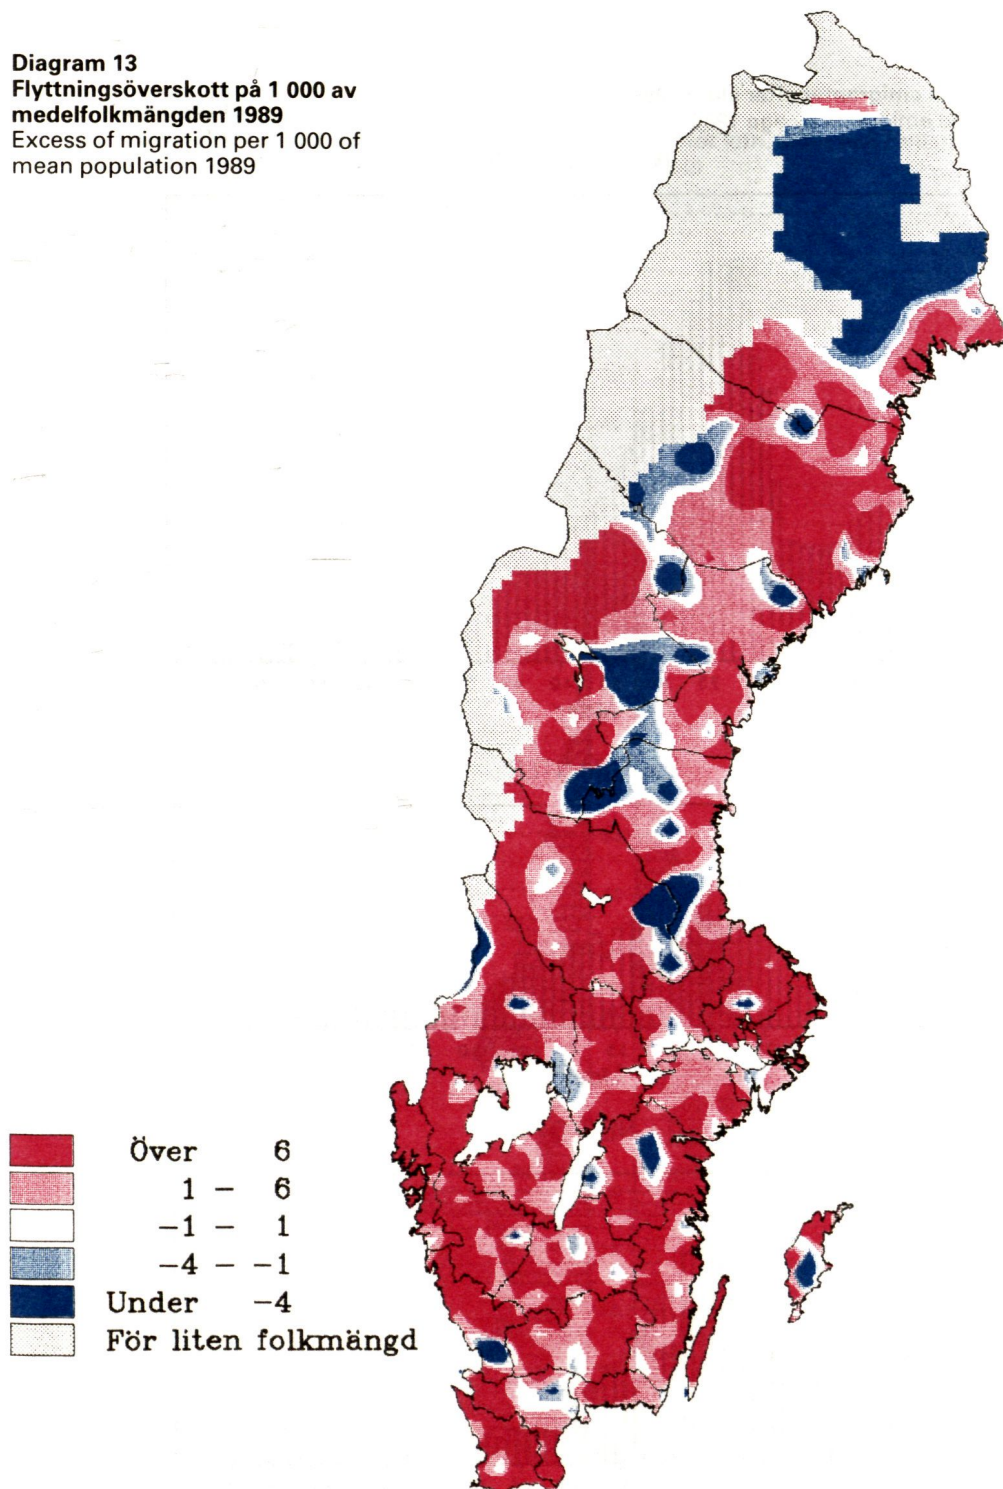 Diagram 13
Flyttningsöverskott på 1 000 av
medelfolkmängden 1989
Excess of migration per 1 000 of
mean population 1989
Över 6
1 – 6
−1 – 1
−4 – −1
Under −4
För liten folkmängd